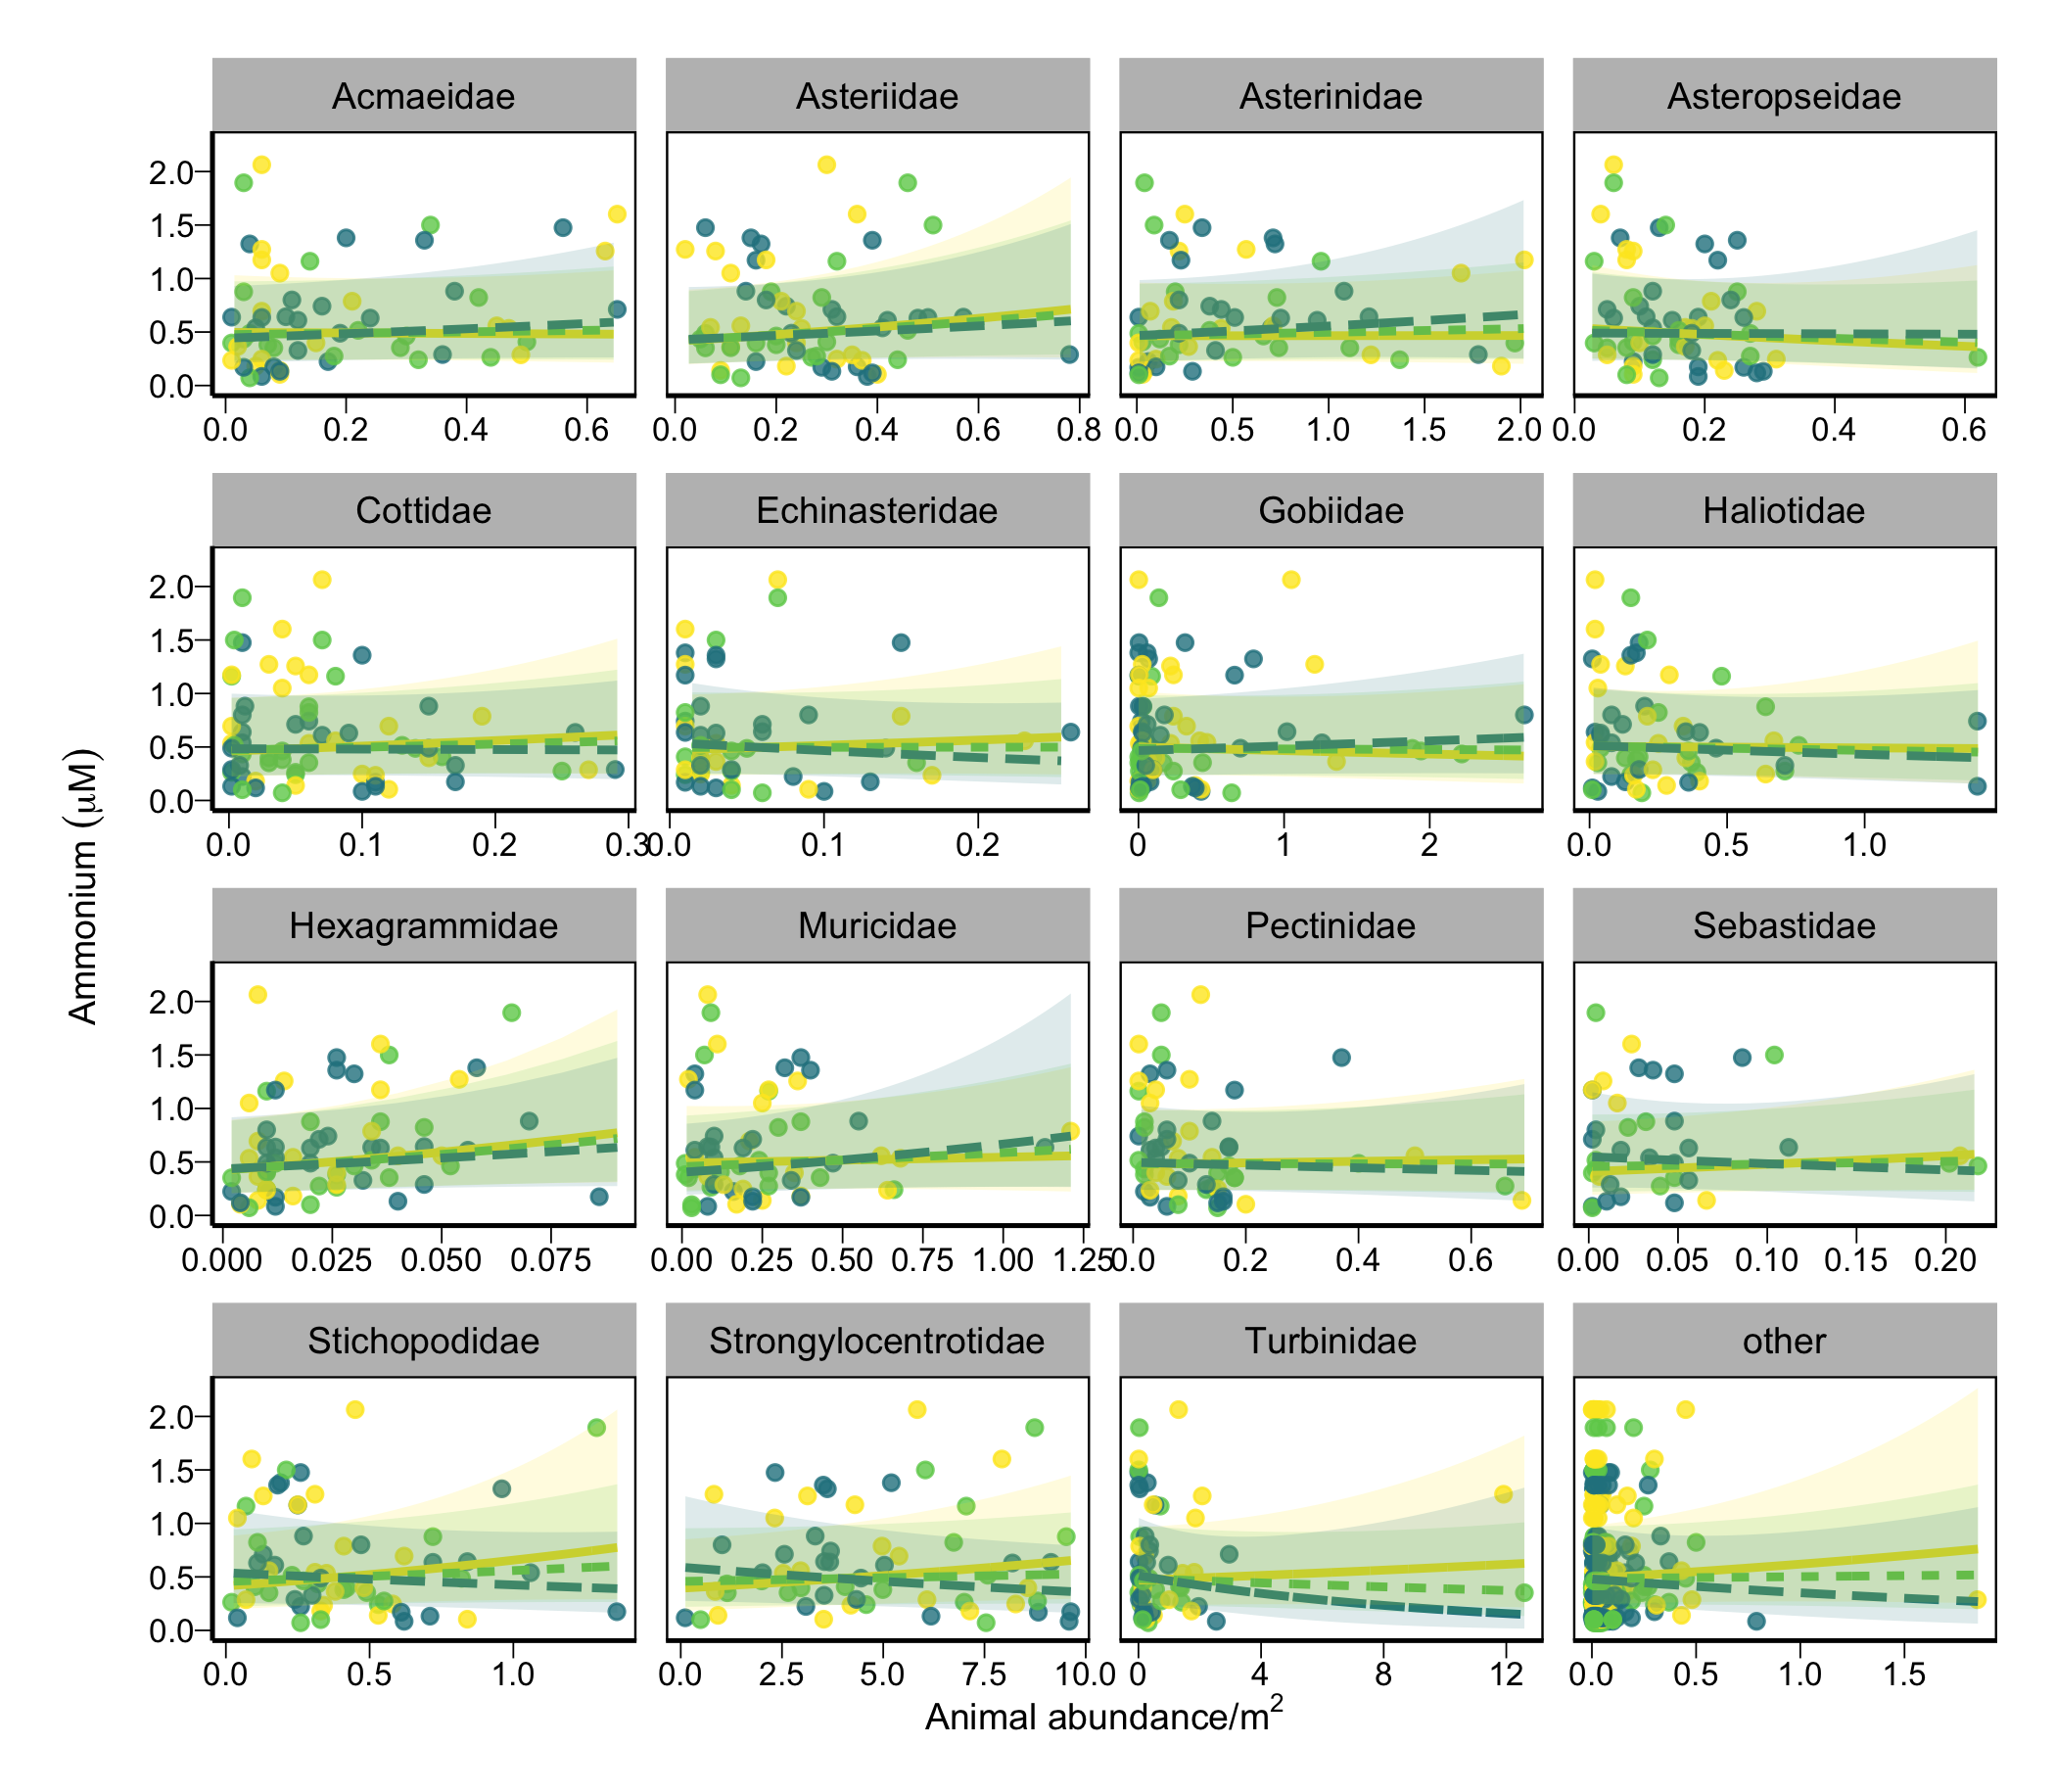 Acmaeidae Asteriidae Asterinidae Asteropseidae
2.0
1.5
1.0
0.5
0.0
0.0 0.2 0.4 0.6 0.0 0.2 0.4 0.6 0.8 0.0 0.5 1.0 1.5 2.0 0.0 0.2 0.4 0.6
Cottidae Echinasteridae Gobiidae Haliotidae
2.0
1.5
1.0
0.5
0.0
0.0 0.1 0.2 0.3 0.0 0.1 0.2 0 1 2 0.0 0.5 1.0
Ammonium (μM)
Hexagrammidae Muricidae Pectinidae Sebastidae
2.0
1.5
1.0
0.5
0.0
0.000 0.025 0.050 0.075 0.00 0.25 0.50 0.75 1.00 1.25 0.0 0.2 0.4 0.6 0.00 0.05 0.10 0.15 0.20
Stichopodidae Strongylocentrotidae Turbinidae other
2.0
1.5
1.0
0.5
0.0
0.0 0.5 1.0 0.0 2.5 5.0 7.5 10.0 0 4 8 12 0.0 0.5 1.0 1.5
Animal abundance/m²